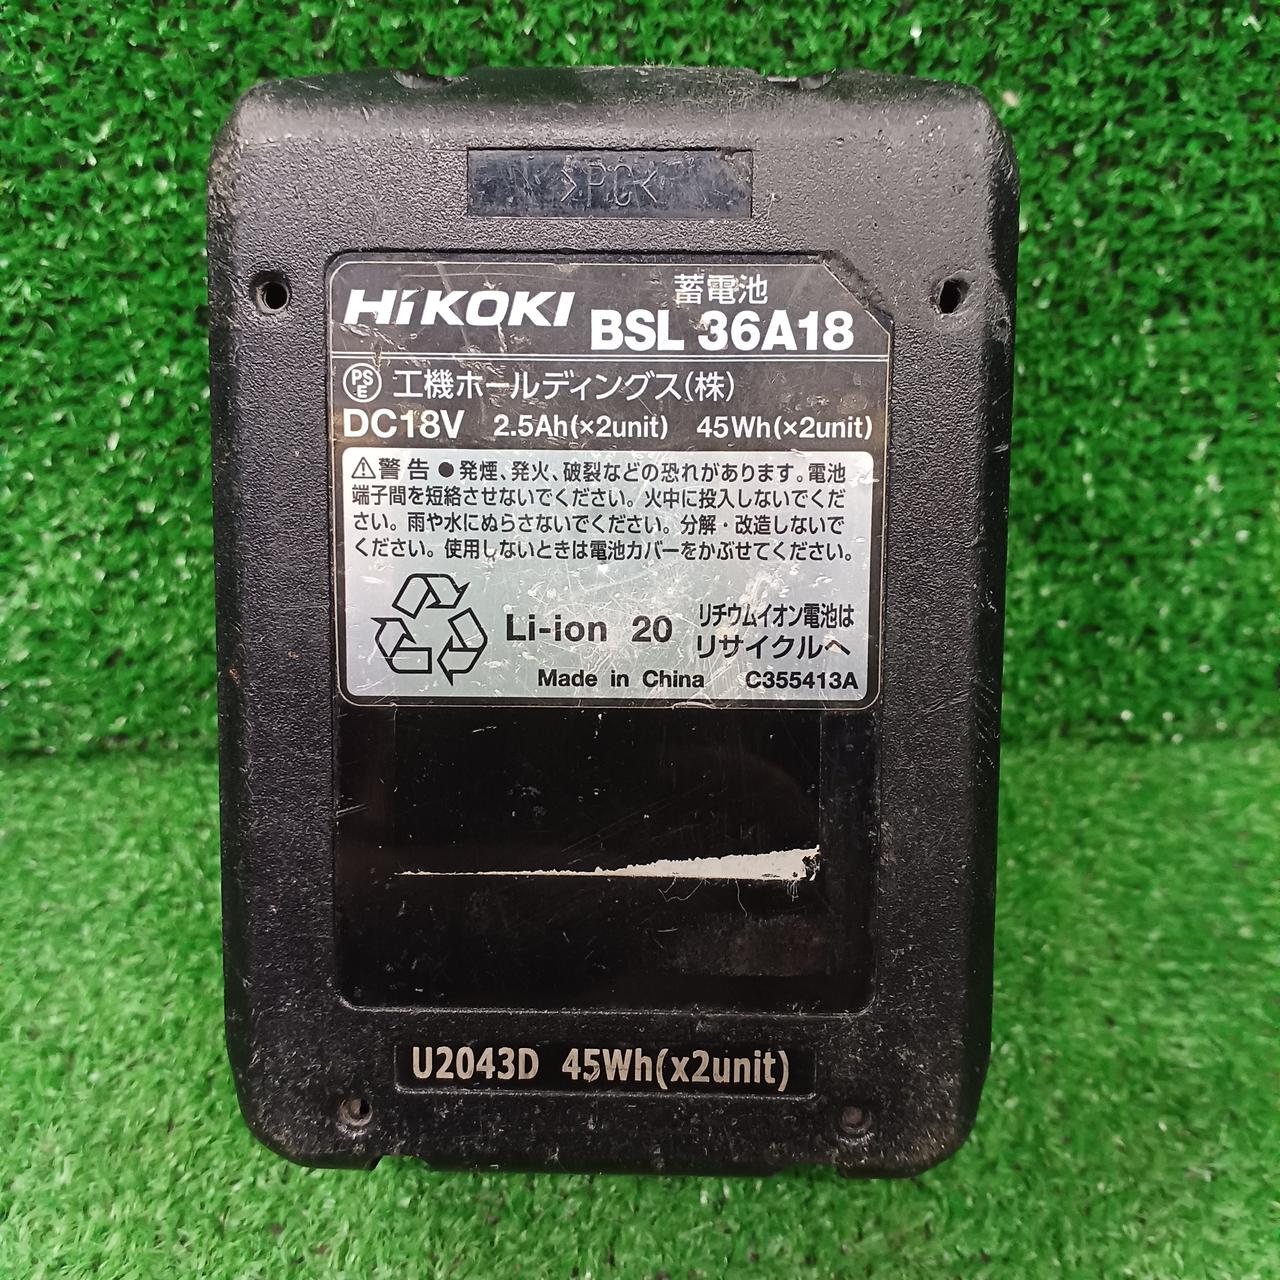 >PC<
HiKOKI
蓄電池
BSL 36A18
PS E 工機ホールディングス(株)
DC18V 2.5Ah(×2unit) 45Wh(×2unit)
⚠警告 ●発煙、発火、破裂などの恐れがあります。電池
端子間を短絡させないでください。火中に投入しないでくだ
さい。雨や水にぬらさないでください。分解・改造しないで
ください。使用しないときは電池カバーをかぶせてください。
Li-ion 20
リチウムイオン電池は
リサイクルへ
Made in China C355413A
U2043D 45Wh(x2unit)